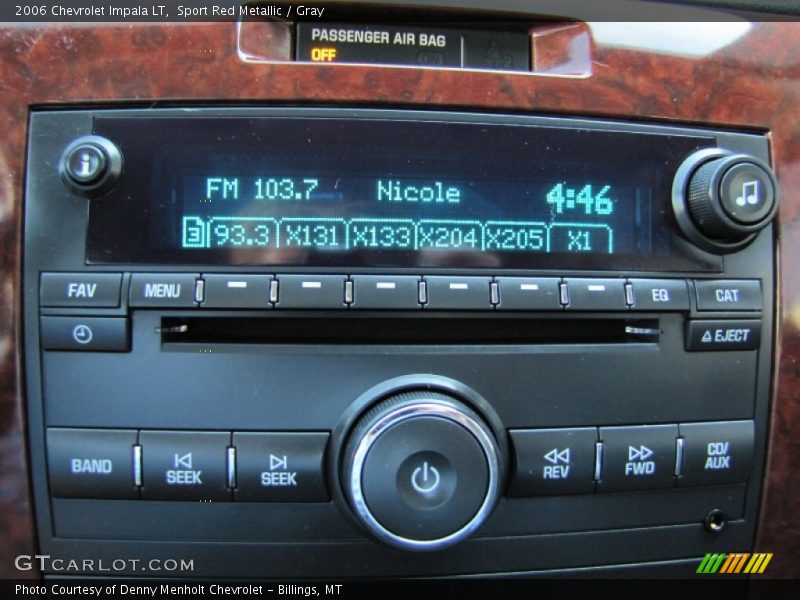 2006 Chevrolet Impala LT, Sport Red Metallic / Gray
PASSENGER AIR BAG
OFF
i
FM 103.7 Nicole 4:46
3 93.3 X131 X133 X204 X205 X1
FAV MENU EQ CAT
EJECT
BAND SEEK SEEK REV FWD CD/AUX
GTCARLOT.COM
Photo Courtesy of Denny Menholt Chevrolet – Billings, MT